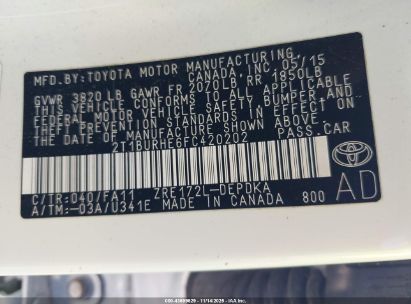 MFD. BY: TOYOTA MOTOR MANUFACTURING
CANADA, INC. 05/15
GVWR 3820 LB GAWR FR 2070LB RR 1850LB
THIS VEHICLE CONFORMS TO ALL APPLICABLE
FEDERAL MOTOR VEHICLE SAFETY, BUMPER, AND
THEFT PREVENTION STANDARDS IN EFFECT ON
THE DATE OF MANUFACTURE SHOWN ABOVE.
2T1BURHE6FC420202 PASS. CAR
C/TR: 040/FA11 ZRE172L-DEPDKA
A/TM: -03A/U341E MADE IN CANADA 800
TOYOTA
AD